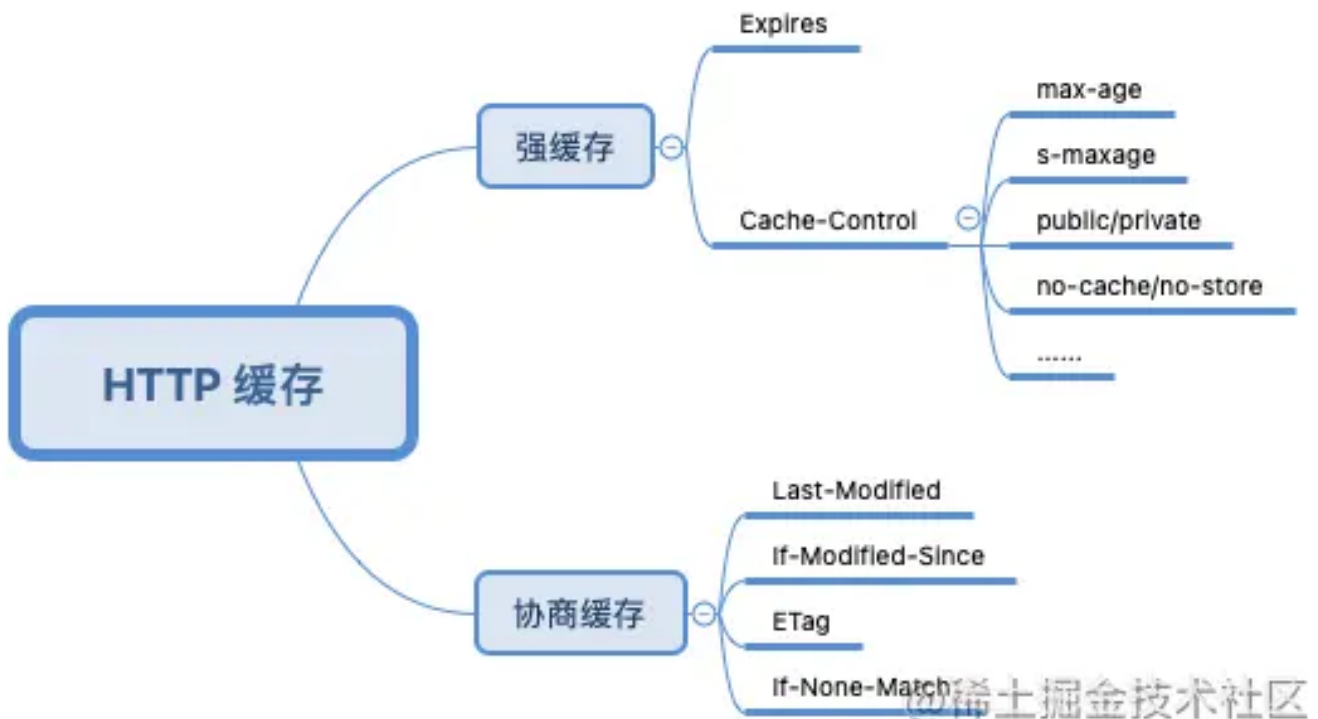 HTTP 缓存
强缓存
Expires
Cache-Control
max-age
s-maxage
public/private
no-cache/no-store
......
协商缓存
Last-Modified
If-Modified-Since
ETag
If-None-Match
@稀土掘金技术社区